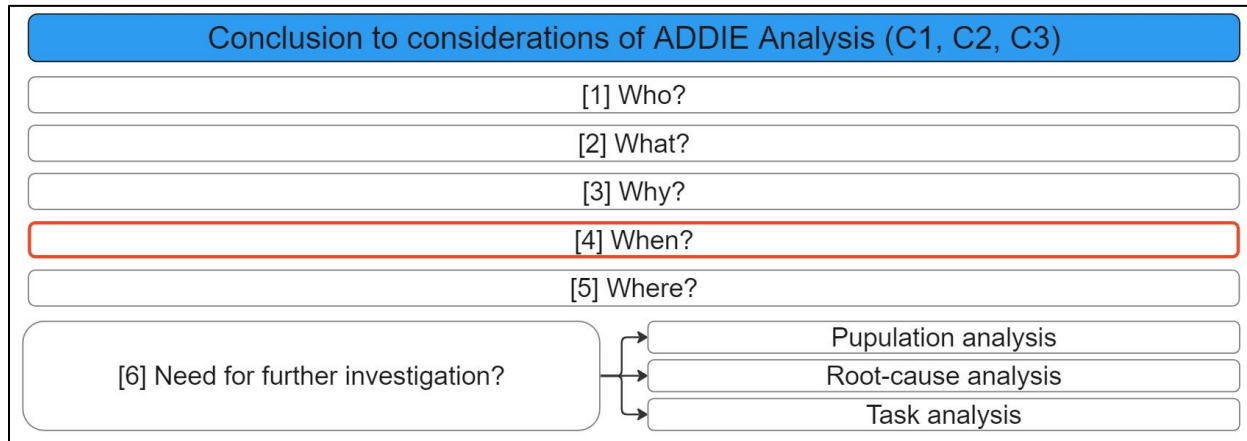 Conclusion to considerations of ADDIE Analysis (C1, C2, C3)
[1] Who?
[2] What?
[3] Why?
[4] When?
[5] Where?
[6] Need for further investigation?
Pupulation analysis
Root-cause analysis
Task analysis